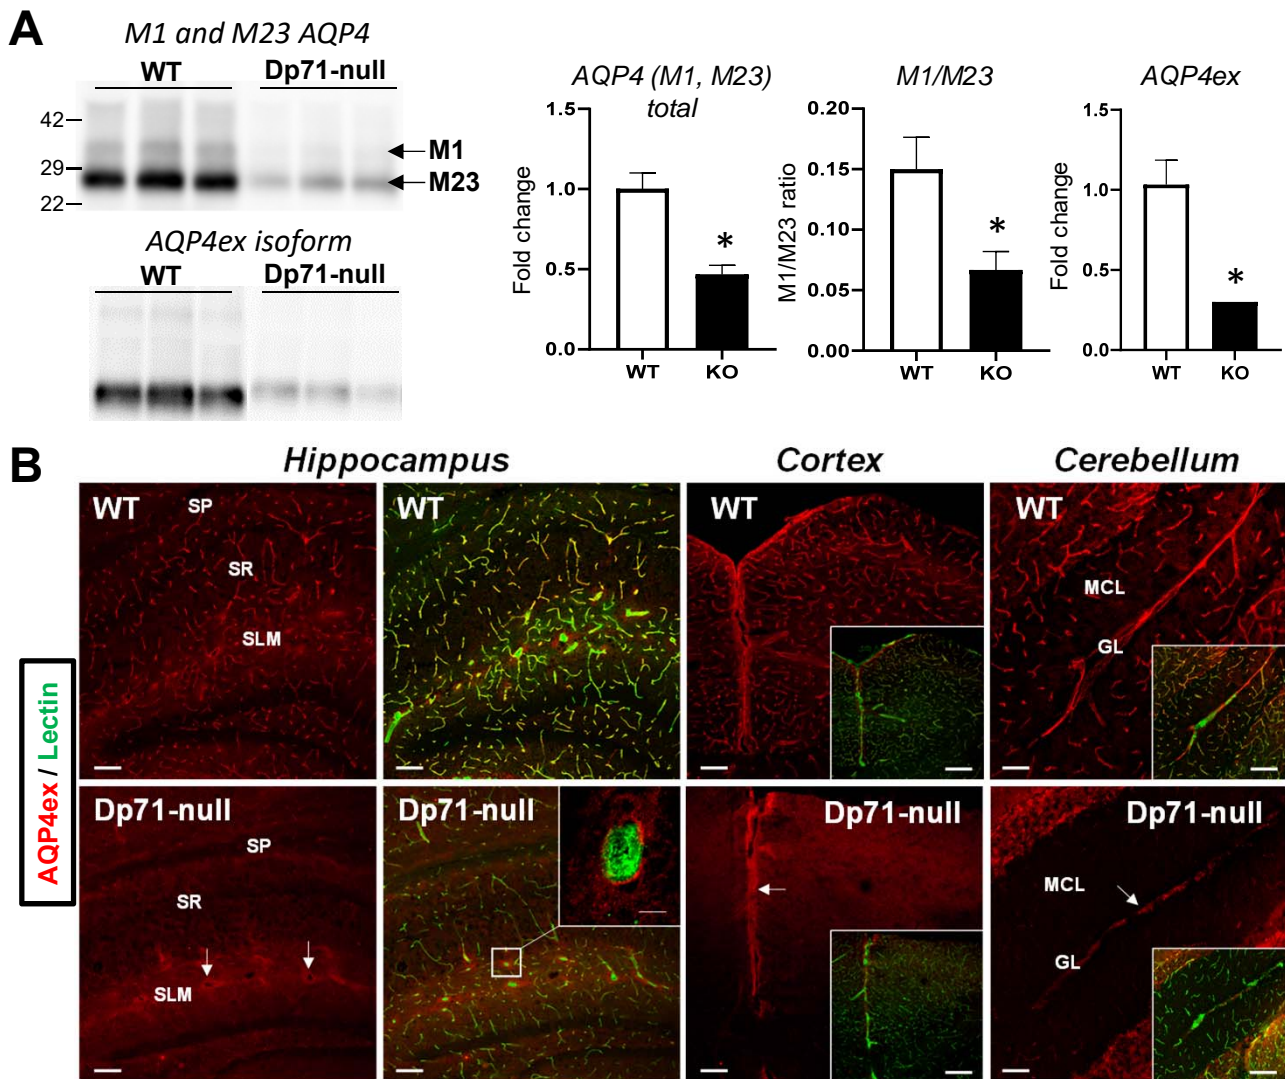 A
M1 and M23 AQP4
WT Dp71-null
42
29
22
M1
M23
AQP4ex isoform
WT Dp71-null
AQP4 (M1, M23)
total
Fold change
1.5
1.0
0.5
0.0
*
WT KO
M1/M23
M1/M23 ratio
0.20
0.15
0.10
0.05
0.00
*
WT KO
AQP4ex
Fold change
1.5
1.0
0.5
0.0
*
WT KO
B
Hippocampus Cortex Cerebellum
AQP4ex / Lectin
WT
SP
SR
SLM
WT
WT
WT
MCL
GL
Dp71-null
SP
SR
SLM
Dp71-null
Dp71-null
Dp71-null
MCL
GL